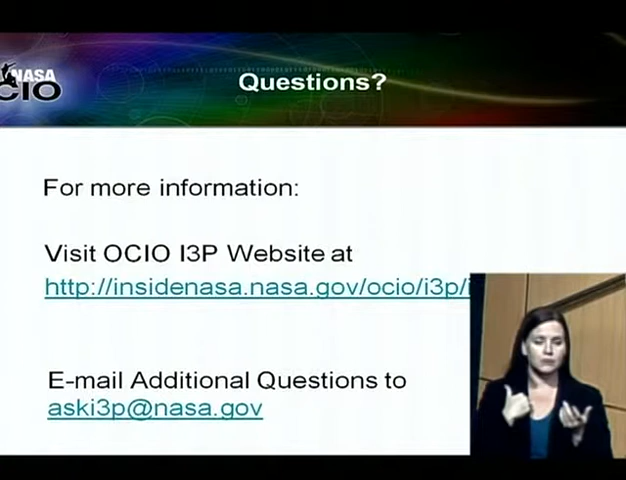 NASA
OCIO
Questions?
For more information:
Visit OCIO I3P Website at
http://insidenasa.nasa.gov/ocio/i3p/i
E-mail Additional Questions to
aski3p@nasa.gov